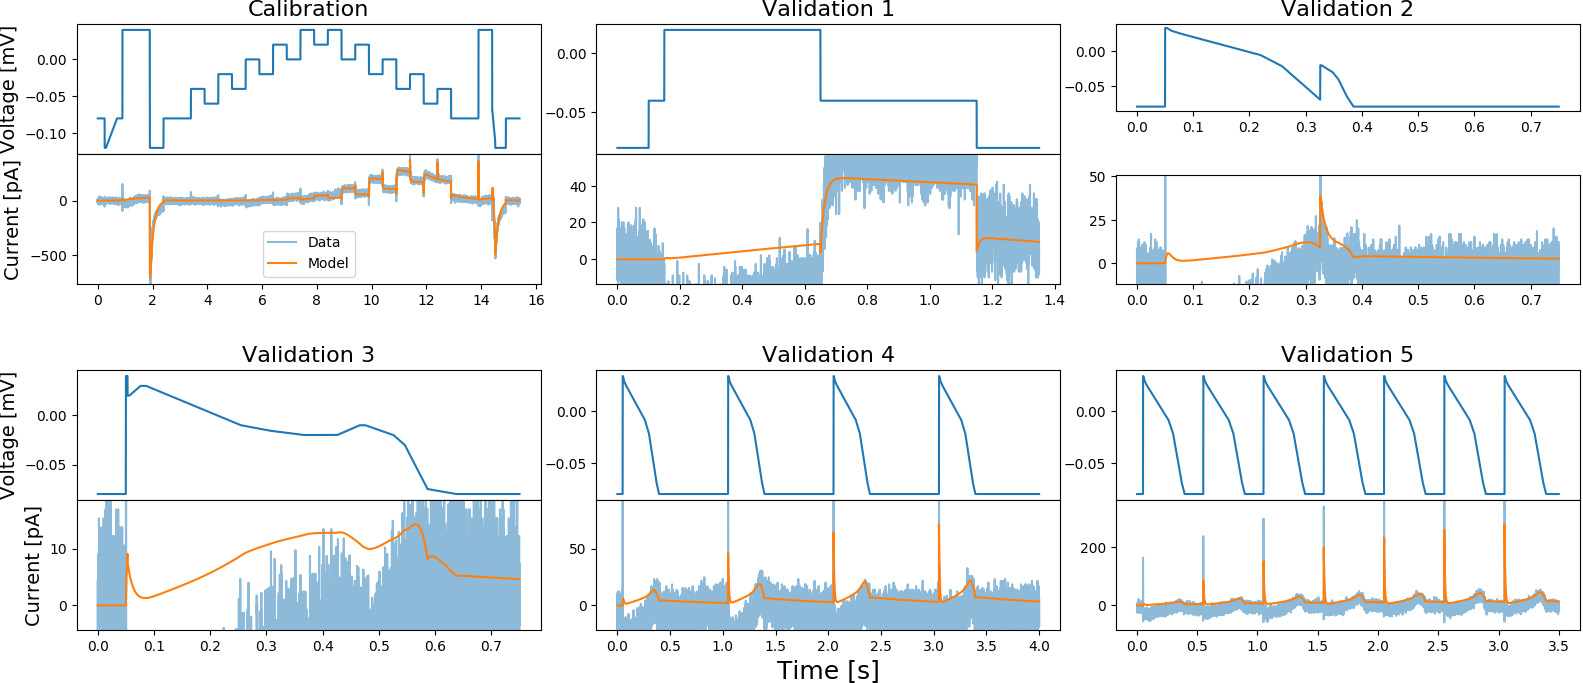 Calibration
Validation 1
Validation 2
Voltage [mV]
0.00
−0.05
−0.10
0.00
−0.05
0.00
−0.05
0.0 0.1 0.2 0.3 0.4 0.5 0.6 0.7
Current [pA]
0
−500
Data
Model
0 2 4 6 8 10 12 14 16
40
20
0
0.0 0.2 0.4 0.6 0.8 1.0 1.2 1.4
50
25
0
0.0 0.1 0.2 0.3 0.4 0.5 0.6 0.7
Validation 3
Validation 4
Validation 5
Voltage [mV]
0.00
−0.05
0.00
−0.05
0.00
−0.05
Current [pA]
10
0
0.0 0.1 0.2 0.3 0.4 0.5 0.6 0.7
50
0
0.0 0.5 1.0 1.5 2.0 2.5 3.0 3.5 4.0
200
0
0.0 0.5 1.0 1.5 2.0 2.5 3.0 3.5
Time [s]